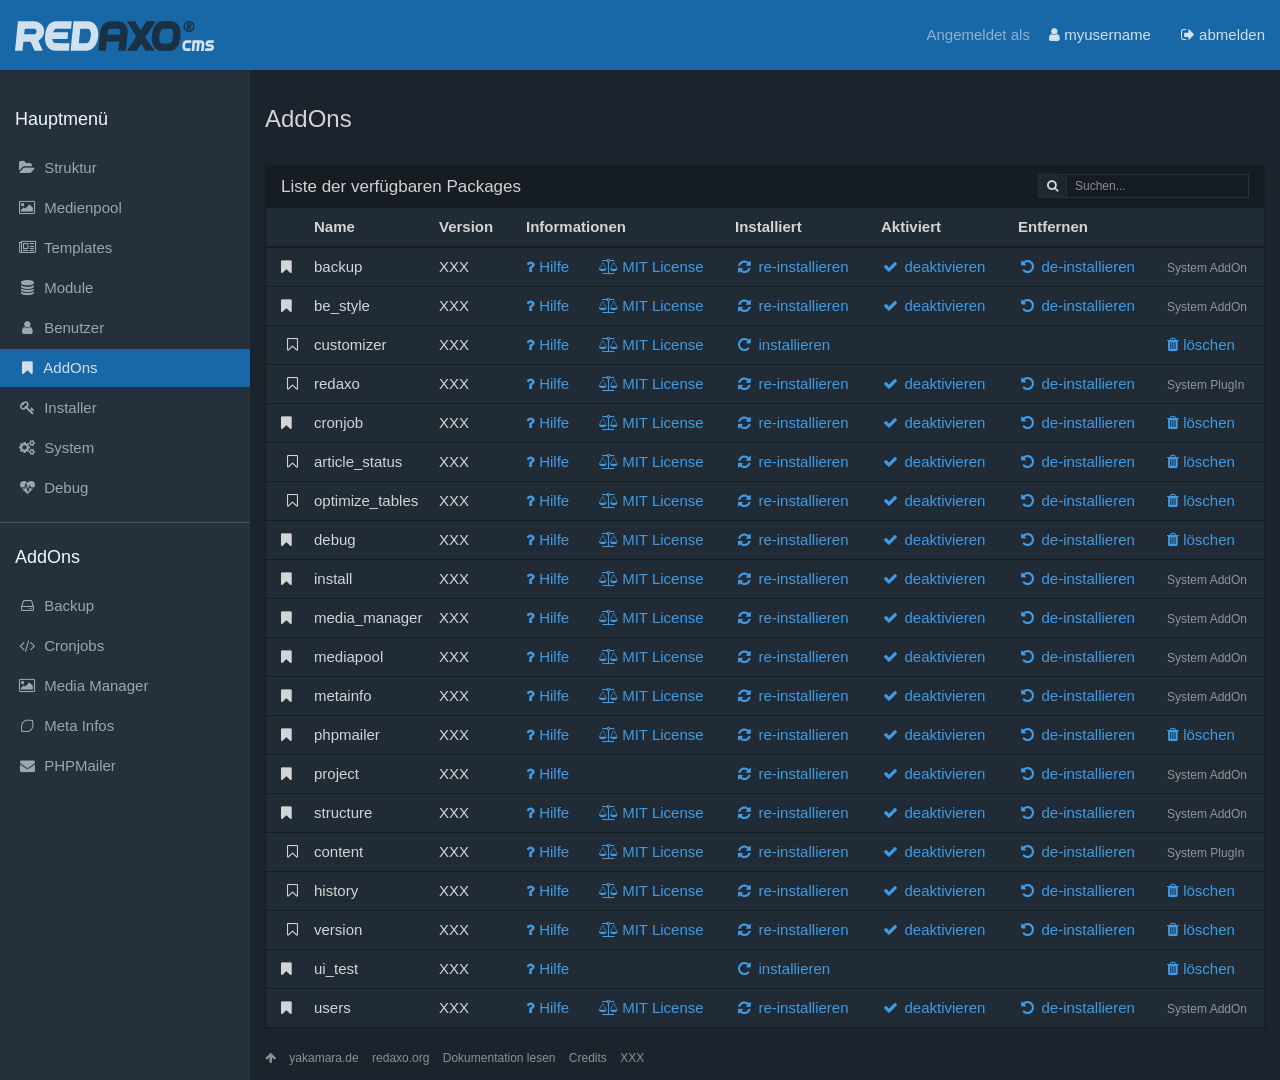 REDAXO® cms
Angemeldet als myusername abmelden
Hauptmenü
Struktur
Medienpool
Templates
Module
Benutzer
AddOns
Installer
System
Debug
AddOns
Backup
Cronjobs
Media Manager
Meta Infos
PHPMailer
AddOns
Liste der verfügbaren Packages Suchen...
Name Version Informationen Installiert Aktiviert Entfernen
backup XXX ? Hilfe MIT License re-installieren deaktivieren de-installieren System AddOn
be_style XXX ? Hilfe MIT License re-installieren deaktivieren de-installieren System AddOn
customizer XXX ? Hilfe MIT License installieren löschen
redaxo XXX ? Hilfe MIT License re-installieren deaktivieren de-installieren System PlugIn
cronjob XXX ? Hilfe MIT License re-installieren deaktivieren de-installieren löschen
article_status XXX ? Hilfe MIT License re-installieren deaktivieren de-installieren löschen
optimize_tables XXX ? Hilfe MIT License re-installieren deaktivieren de-installieren löschen
debug XXX ? Hilfe MIT License re-installieren deaktivieren de-installieren löschen
install XXX ? Hilfe MIT License re-installieren deaktivieren de-installieren System AddOn
media_manager XXX ? Hilfe MIT License re-installieren deaktivieren de-installieren System AddOn
mediapool XXX ? Hilfe MIT License re-installieren deaktivieren de-installieren System AddOn
metainfo XXX ? Hilfe MIT License re-installieren deaktivieren de-installieren System AddOn
phpmailer XXX ? Hilfe MIT License re-installieren deaktivieren de-installieren löschen
project XXX ? Hilfe re-installieren deaktivieren de-installieren System AddOn
structure XXX ? Hilfe MIT License re-installieren deaktivieren de-installieren System AddOn
content XXX ? Hilfe MIT License re-installieren deaktivieren de-installieren System PlugIn
history XXX ? Hilfe MIT License re-installieren deaktivieren de-installieren löschen
version XXX ? Hilfe MIT License re-installieren deaktivieren de-installieren löschen
ui_test XXX ? Hilfe installieren löschen
users XXX ? Hilfe MIT License re-installieren deaktivieren de-installieren System AddOn
yakamara.de redaxo.org Dokumentation lesen Credits XXX